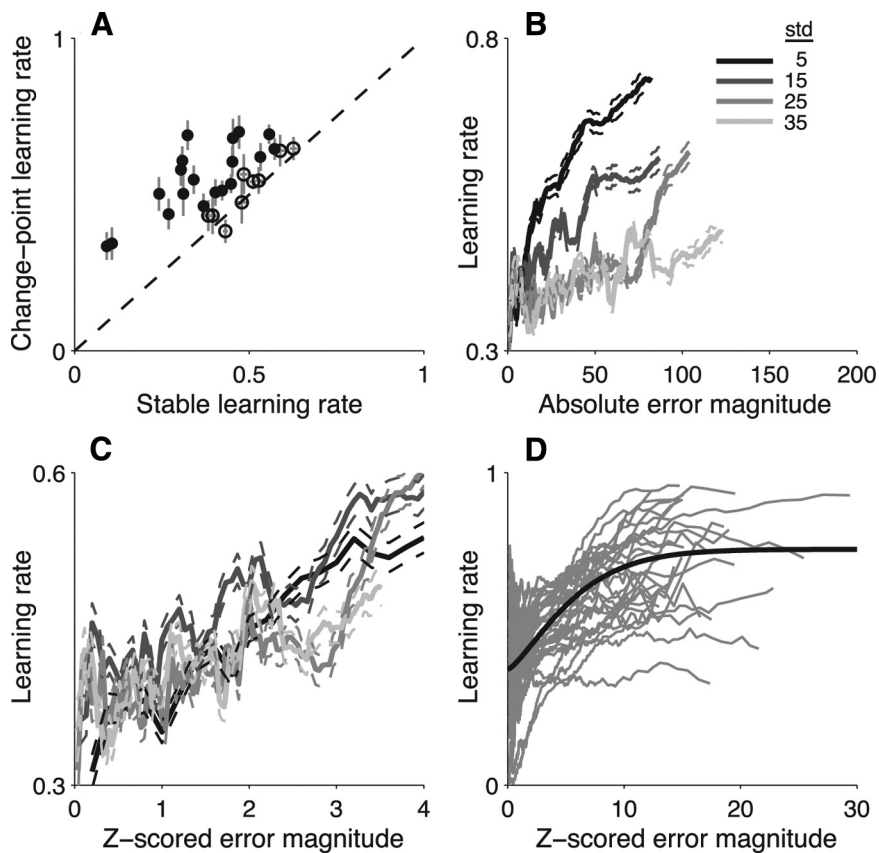 A
1
Change-point learning rate
0
0
0.5
1
Stable learning rate
B
std
5
15
25
35
0.8
Learning rate
0.3
0
50
100
150
200
Absolute error magnitude
C
0.6
Learning rate
0.3
0
1
2
3
4
Z-scored error magnitude
D
1
Learning rate
0
0
10
20
30
Z-scored error magnitude